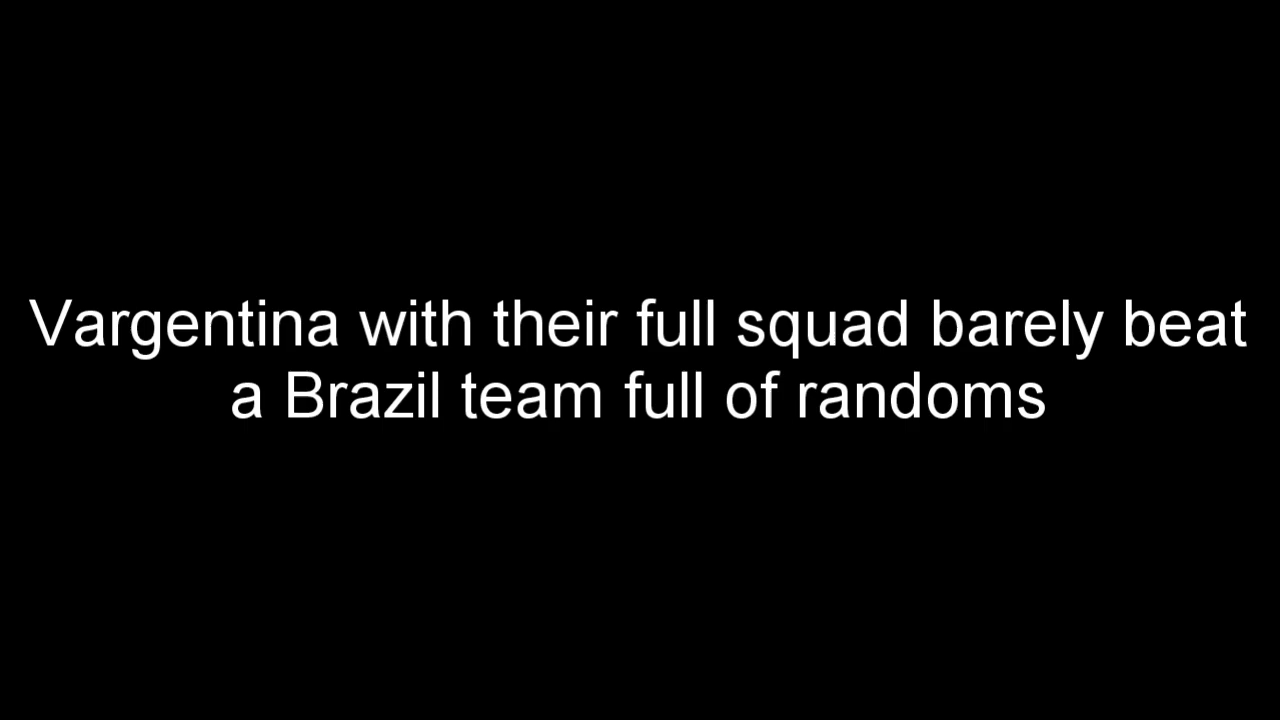 Vargentina with their full squad barely beat
a Brazil team full of randoms